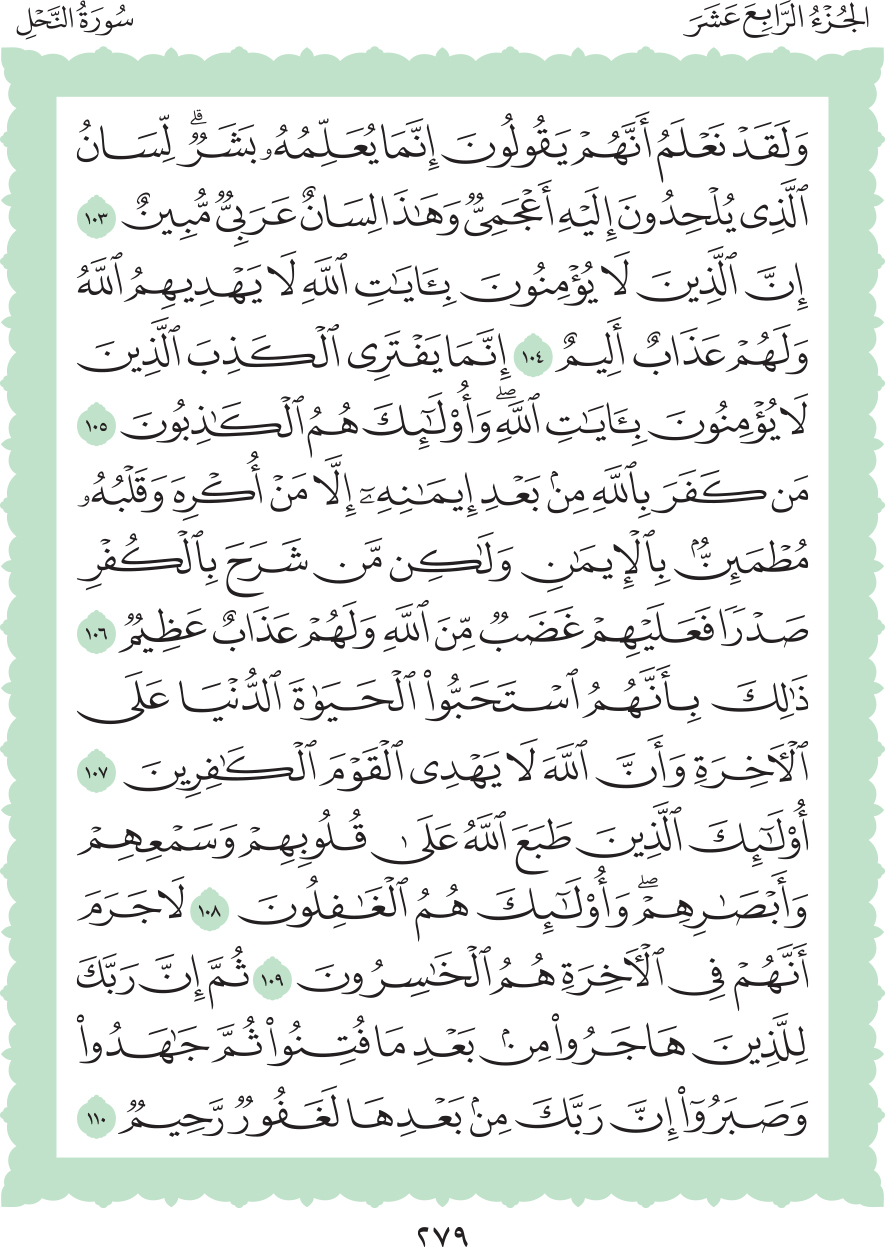 الجُزْءُ الرَّابِعَ عَشَرَ
سُورَةُ النَّحْلِ
وَلَقَدْ نَعْلَمُ أَنَّهُمْ يَقُولُونَ إِنَّمَا يُعَلِّمُهُۥ بَشَرٌۗ لِّسَانُ
ٱلَّذِى يُلْحِدُونَ إِلَيْهِ أَعْجَمِىٌّ وَهَٰذَا لِسَانٌ عَرَبِىٌّ مُّبِينٌ ١٠٣
إِنَّ ٱلَّذِينَ لَا يُؤْمِنُونَ بِـَٔايَٰتِ ٱللَّهِ لَا يَهْدِيهِمُ ٱللَّهُ
وَلَهُمْ عَذَابٌ أَلِيمٌ ١٠٤ إِنَّمَا يَفْتَرِى ٱلْكَذِبَ ٱلَّذِينَ
لَا يُؤْمِنُونَ بِـَٔايَٰتِ ٱللَّهِۖ وَأُو۟لَٰٓئِكَ هُمُ ٱلْكَٰذِبُونَ ١٠٥
مَن كَفَرَ بِٱللَّهِ مِنۢ بَعْدِ إِيمَٰنِهِۦٓ إِلَّا مَنْ أُكْرِهَ وَقَلْبُهُۥ
مُطْمَئِنٌّۢ بِٱلْإِيمَٰنِ وَلَٰكِن مَّن شَرَحَ بِٱلْكُفْرِ
صَدْرًا فَعَلَيْهِمْ غَضَبٌ مِّنَ ٱللَّهِ وَلَهُمْ عَذَابٌ عَظِيمٌ ١٠٦
ذَٰلِكَ بِأَنَّهُمُ ٱسْتَحَبُّوا۟ ٱلْحَيَوٰةَ ٱلدُّنْيَا عَلَى
ٱلْـَٔاخِرَةِ وَأَنَّ ٱللَّهَ لَا يَهْدِى ٱلْقَوْمَ ٱلْكَٰفِرِينَ ١٠٧
أُو۟لَٰٓئِكَ ٱلَّذِينَ طَبَعَ ٱللَّهُ عَلَىٰ قُلُوبِهِمْ وَسَمْعِهِمْ
وَأَبْصَٰرِهِمْۖ وَأُو۟لَٰٓئِكَ هُمُ ٱلْغَٰفِلُونَ ١٠٨ لَا جَرَمَ
أَنَّهُمْ فِى ٱلْـَٔاخِرَةِ هُمُ ٱلْخَٰسِرُونَ ١٠٩ ثُمَّ إِنَّ رَبَّكَ
لِلَّذِينَ هَاجَرُوا۟ مِنۢ بَعْدِ مَا فُتِنُوا۟ ثُمَّ جَٰهَدُوا۟
وَصَبَرُوٓا۟ إِنَّ رَبَّكَ مِنۢ بَعْدِهَا لَغَفُورٌ رَّحِيمٌ ١١٠
٢٧٩